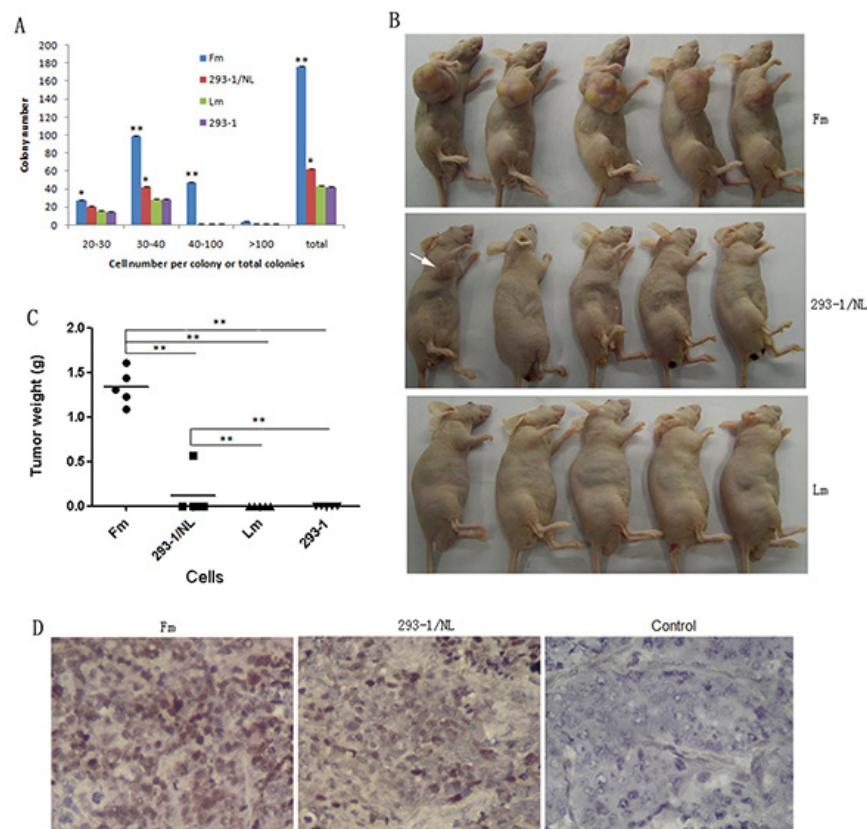 A
200
180
160
140
120
100
80
60
40
20
0
Colony number
Fm
293-1/NL
Lm
293-1
*
**
*
**
**
*
20-30
30-40
40-100
>100
total
Cell number per colony or total colonies
B
Fm
293-1/NL
Lm
C
2.0
1.5
1.0
0.5
0.0
Tumor weight (g)
**
**
**
**
**
Fm
293-1/NL
Lm
293-1
Cells
D
Fm
293-1/NL
Control